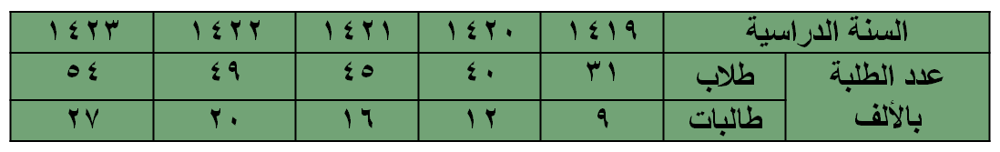 السنة الدراسية ١٤١٩ ١٤٢٠ ١٤٢١ ١٤٢٢ ١٤٢٣
عدد الطلبة بالألف طلاب ٣١ ٤٠ ٤٥ ٤٩ ٥٤
طالبات ٩ ١٢ ١٦ ٢٠ ٢٧